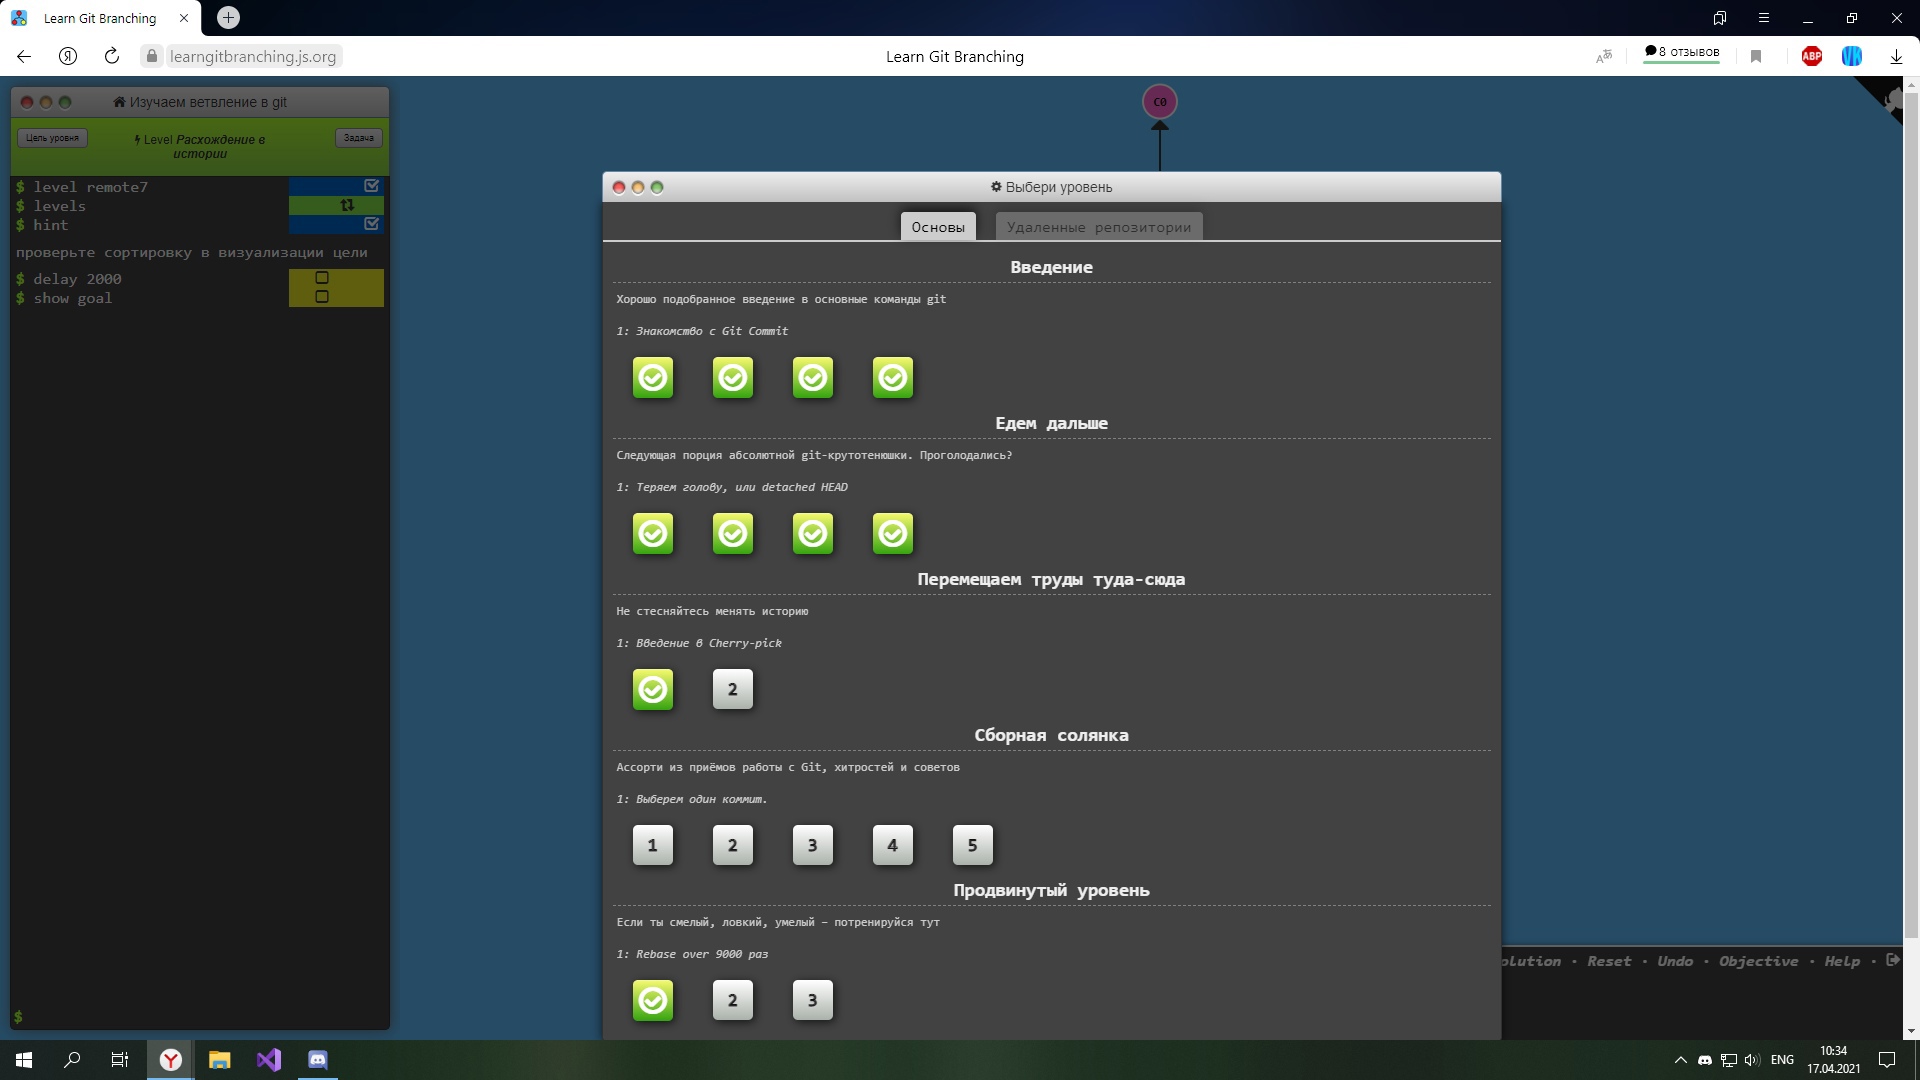 Learn Git Branching
learngitbranching.js.org
Learn Git Branching
8 отзывов
ABP
Изучаем ветвление в git
Цель уровня
Level Расхождение в
истории
Задача
$ level remote7
$ levels
$ hint
проверьте сортировку в визуализации цели
$ delay 2000
$ show goal
$
C0
Выбери уровень
Основы
Удаленные репозитории
Введение
Хорошо подобранное введение в основные команды git
1: Знакомство с Git Commit
Едем дальше
Следующая порция абсолютной git-крутотенюшки. Проголодались?
1: Теряем голову, или detached HEAD
Перемещаем труды туда-сюда
Не стесняйтесь менять историю
1: Введение в Cherry-pick
2
Сборная солянка
Ассорти из приёмов работы с Git, хитростей и советов
1: Выберем один коммит.
1 2 3 4 5
Продвинутый уровень
Если ты смелый, ловкий, умелый – потренируйся тут
1: Rebase over 9000 раз
2 3
olution · Reset · Undo · Objective · Help ·
ENG
10:34
17.04.2021